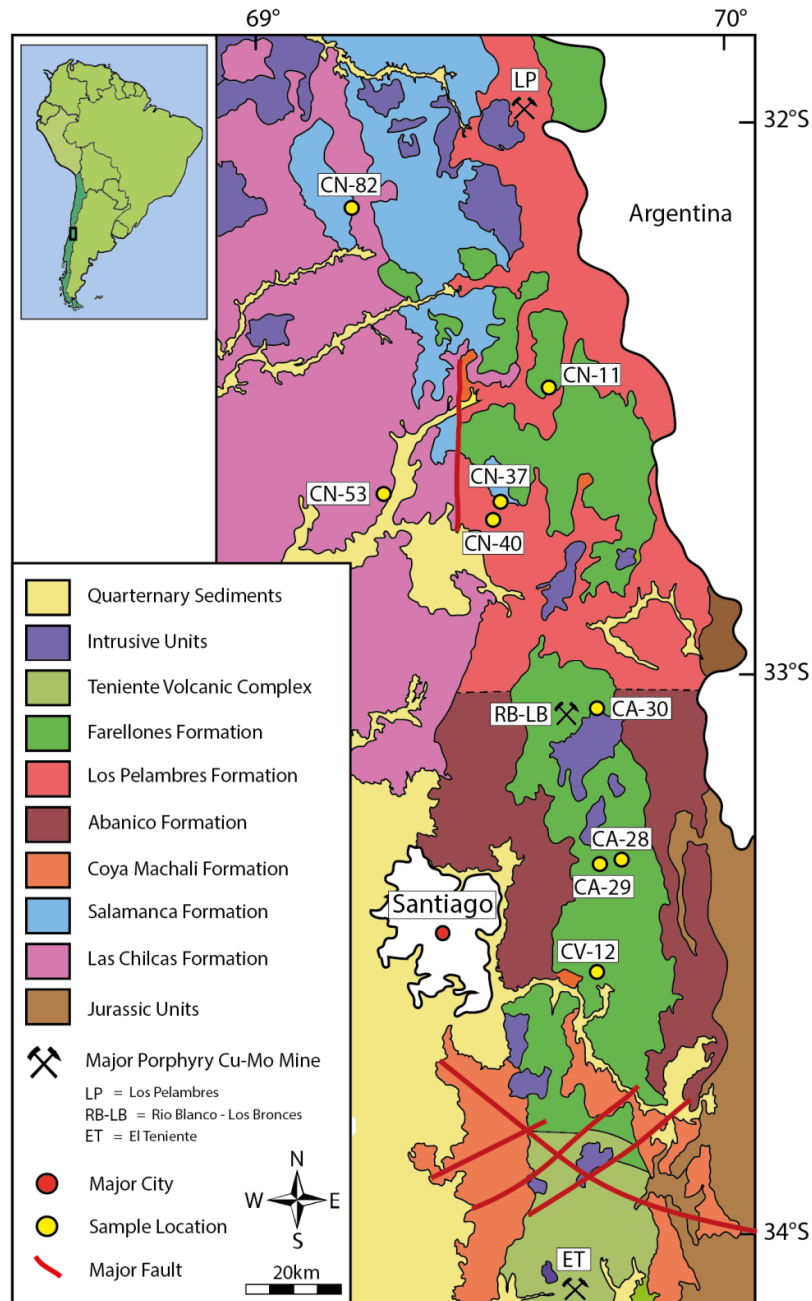 69°
70°
LP
32°S
CN-82
Argentina
CN-11
CN-37
CN-53
CN-40
Quarternary Sediments
Intrusive Units
33°S
Teniente Volcanic Complex
RB-LB
CA-30
Farellones Formation
Los Pelambres Formation
Abanico Formation
CA-28
Coya Machali Formation
CA-29
Santiago
Salamanca Formation
CV-12
Las Chilcas Formation
Jurassic Units
Major Porphyry Cu-Mo Mine
LP = Los Pelambres
RB-LB = Rio Blanco - Los Bronces
ET = El Teniente
N
Major City
W E
Sample Location
S
34°S
ET
Major Fault
20km